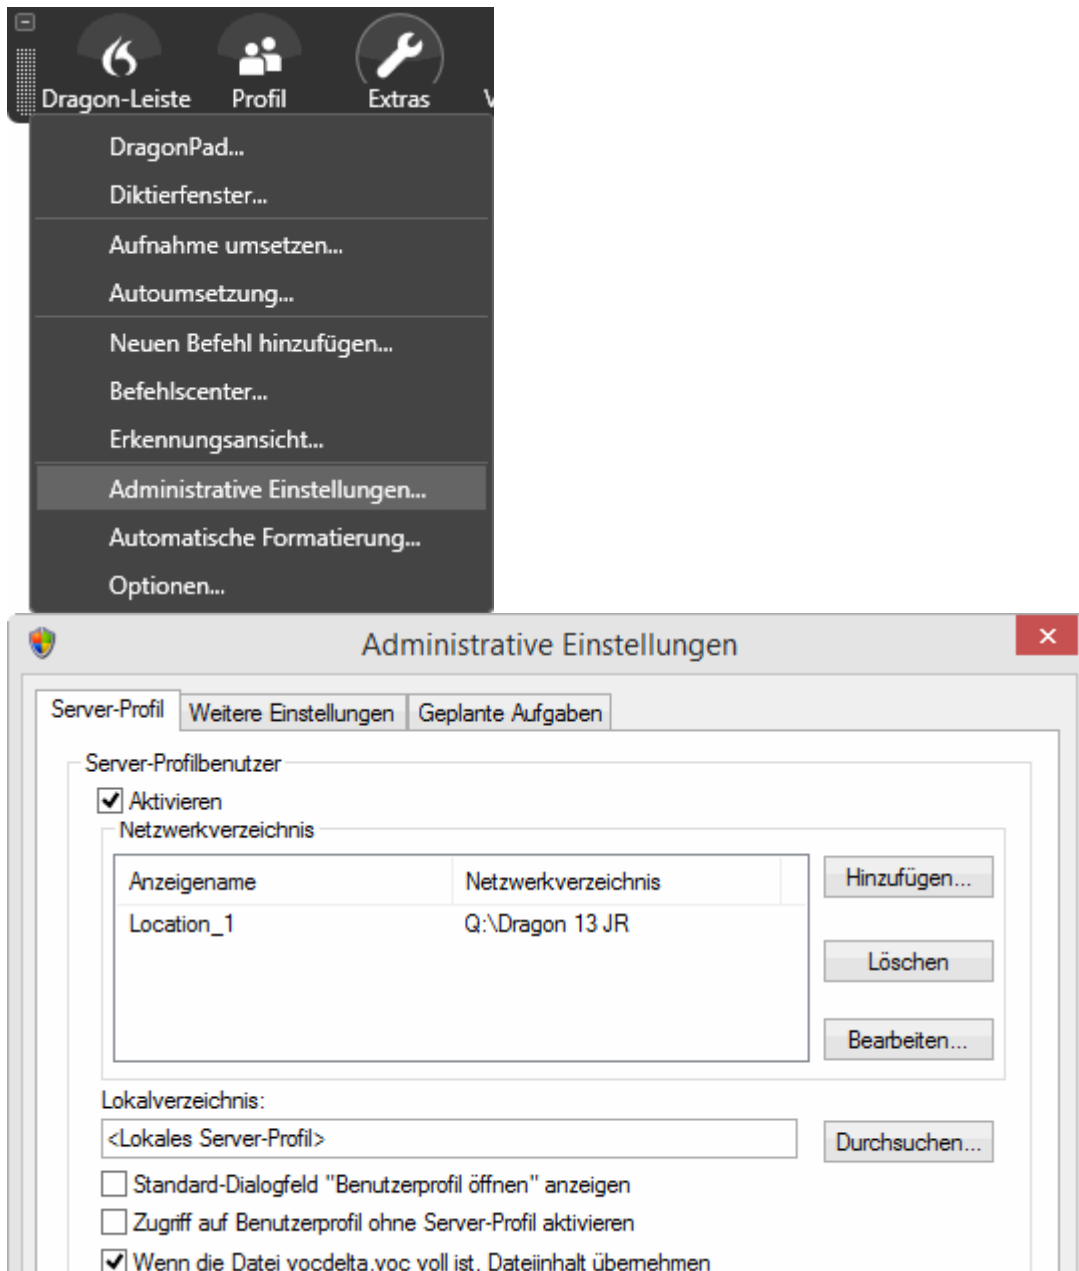 Dragon-Leiste Profil Extras
DragonPad...
Diktierfenster...
Aufnahme umsetzen...
Autoumsetzung...
Neuen Befehl hinzufügen...
Befehlscenter...
Erkennungsansicht...
Administrative Einstellungen...
Automatische Formatierung...
Optionen...
Administrative Einstellungen
Server-Profil Weitere Einstellungen Geplante Aufgaben
Server-Profilbenutzer
Aktivieren
Netzwerkverzeichnis
Anzeigename Netzwerkverzeichnis
Location_1 Q:\Dragon 13 JR
Hinzufügen...
Löschen
Bearbeiten...
Lokalverzeichnis:
<Lokales Server-Profil> Durchsuchen...
Standard-Dialogfeld "Benutzerprofil öffnen" anzeigen
Zugriff auf Benutzerprofil ohne Server-Profil aktivieren
Wenn die Datei vocdelta.voc voll ist, Dateiinhalt übernehmen